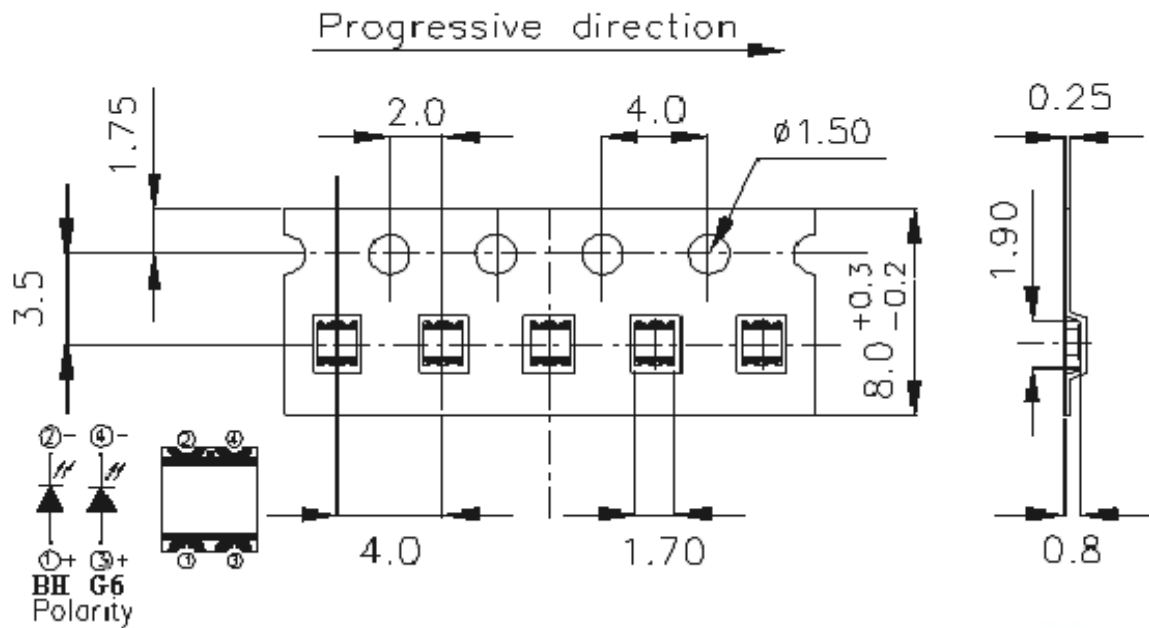 Progressive direction
1.75
2.0
4.0
ø1.50
0.25
3.5
1.90
8.0 +0.3 -0.2
②- ④-
② ④
①+ ③+
① ③
BH G6
Polarity
4.0
1.70
0.8